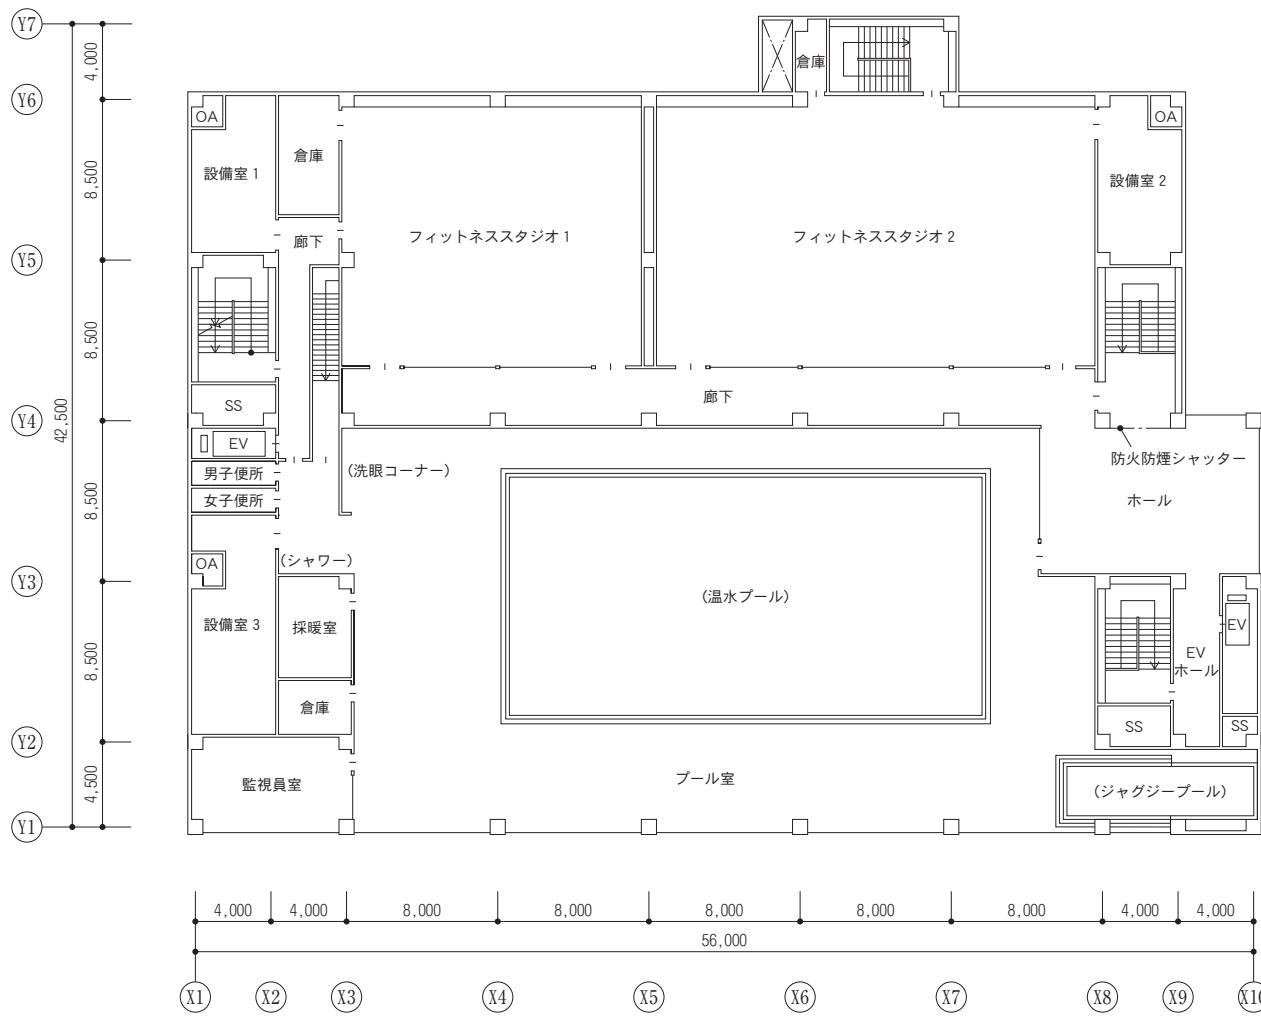 Y7
Y6
Y5
Y4
Y3
Y2
Y1
4,000
8,500
8,500
8,500
8,500
4,500
42,500
倉庫
OA
倉庫
設備室 1
廊下
フィットネススタジオ 1
フィットネススタジオ 2
OA
設備室 2
SS
廊下
EV
男子便所
女子便所
(洗眼コーナー)
防火防煙シャッター
ホール
OA
(シャワー)
設備室 3
採暖室
(温水プール)
EV
EV
ホール
倉庫
SS
SS
監視員室
プール室
(ジャグジープール)
4,000
4,000
8,000
8,000
8,000
8,000
8,000
4,000
4,000
56,000
X1
X2
X3
X4
X5
X6
X7
X8
X9
X10